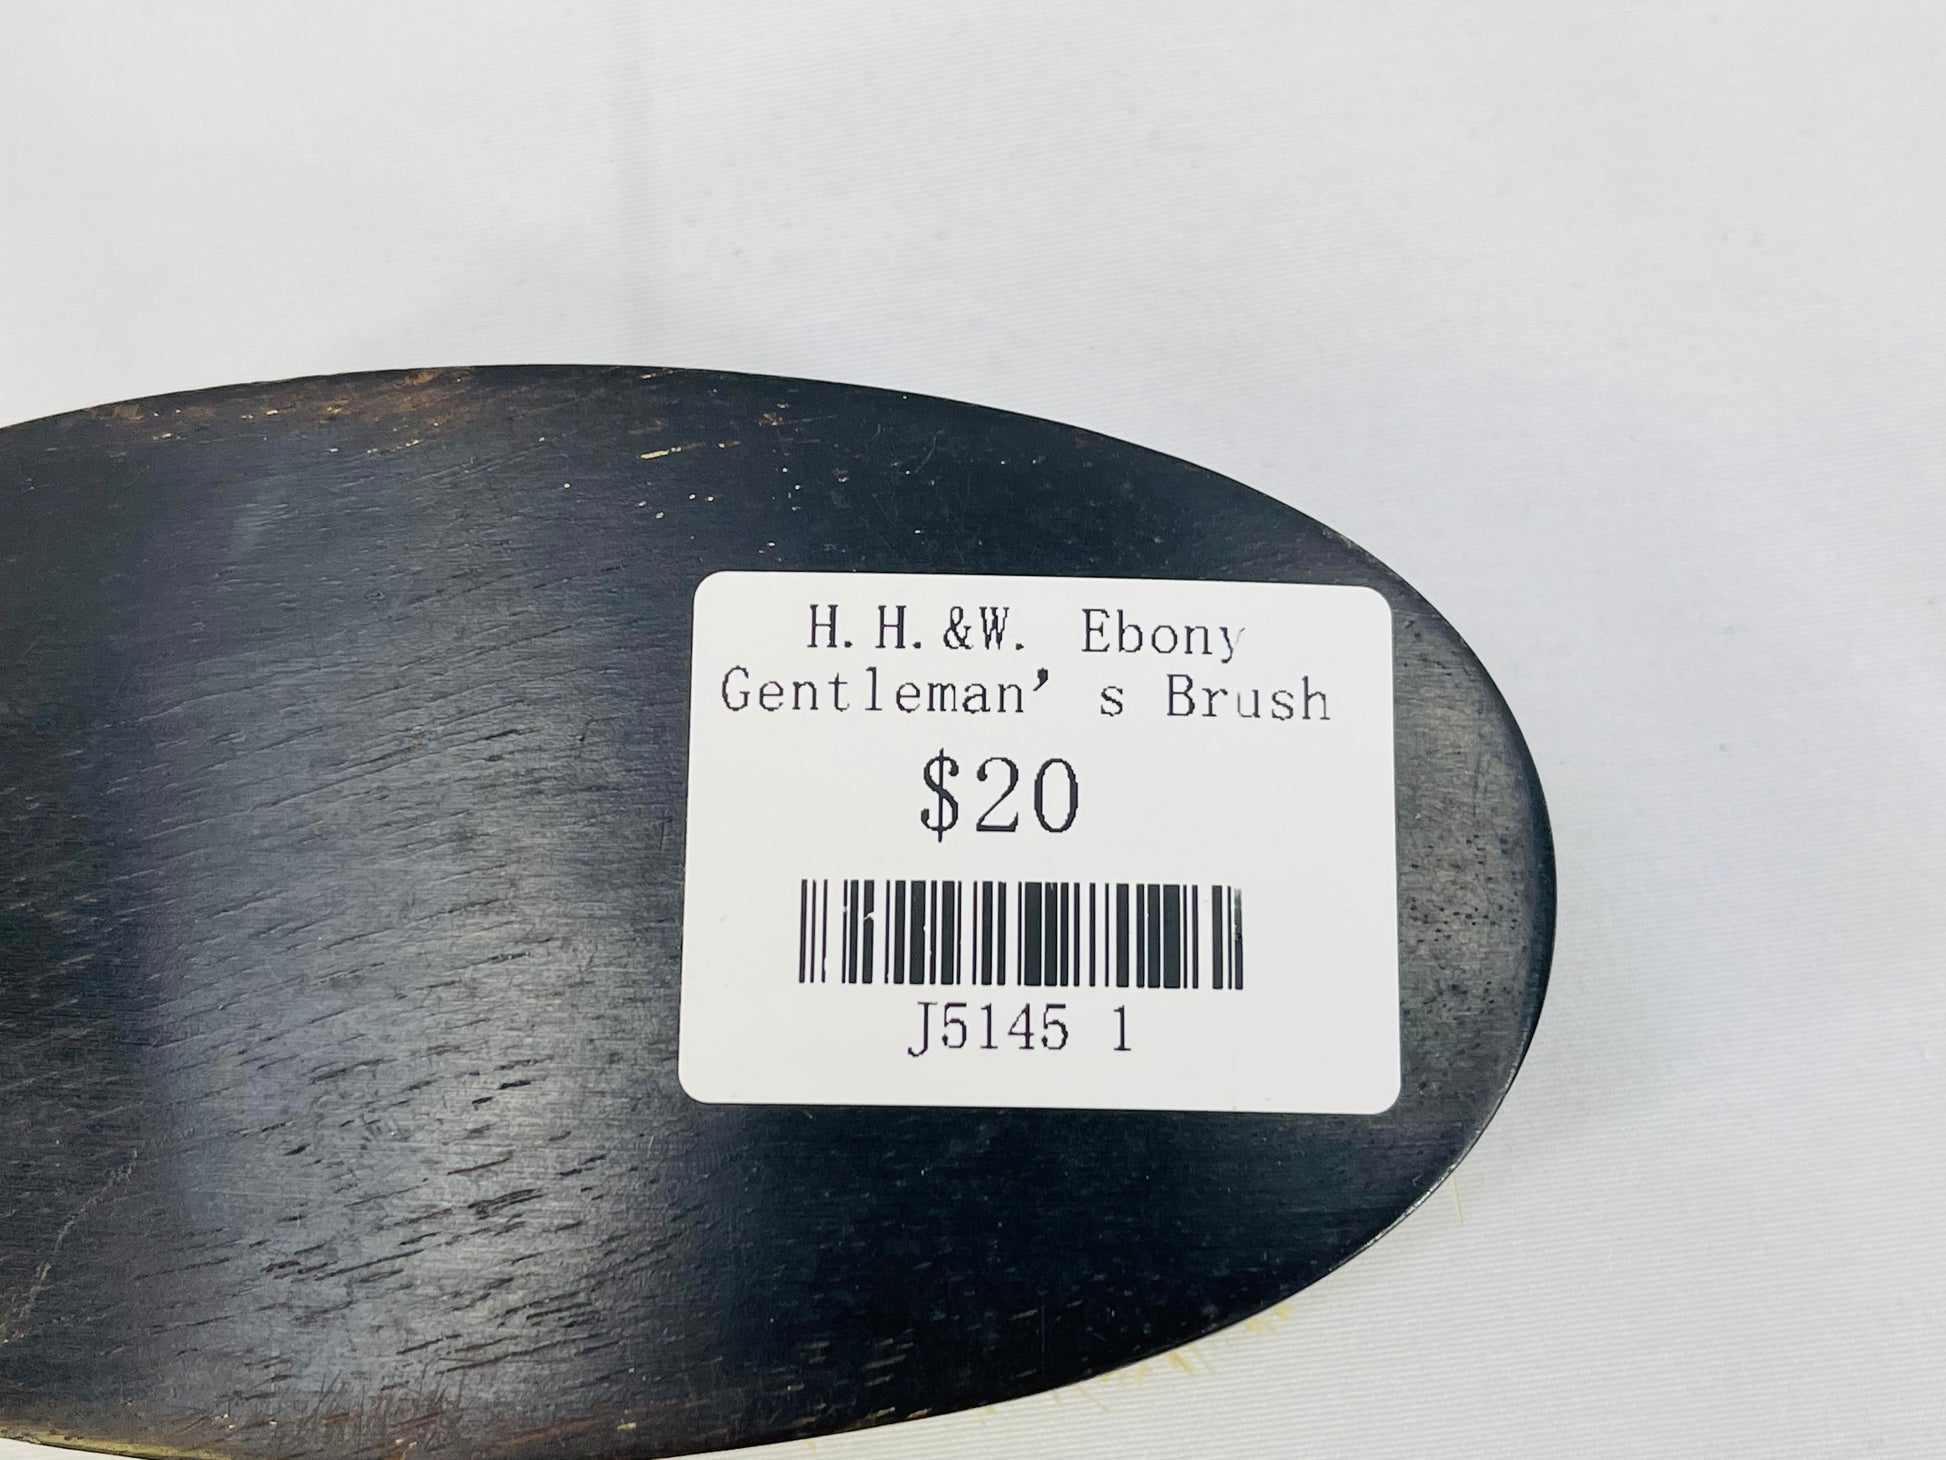 H.H.&W. Ebony
Gentleman's Brush
$20
J5145 1